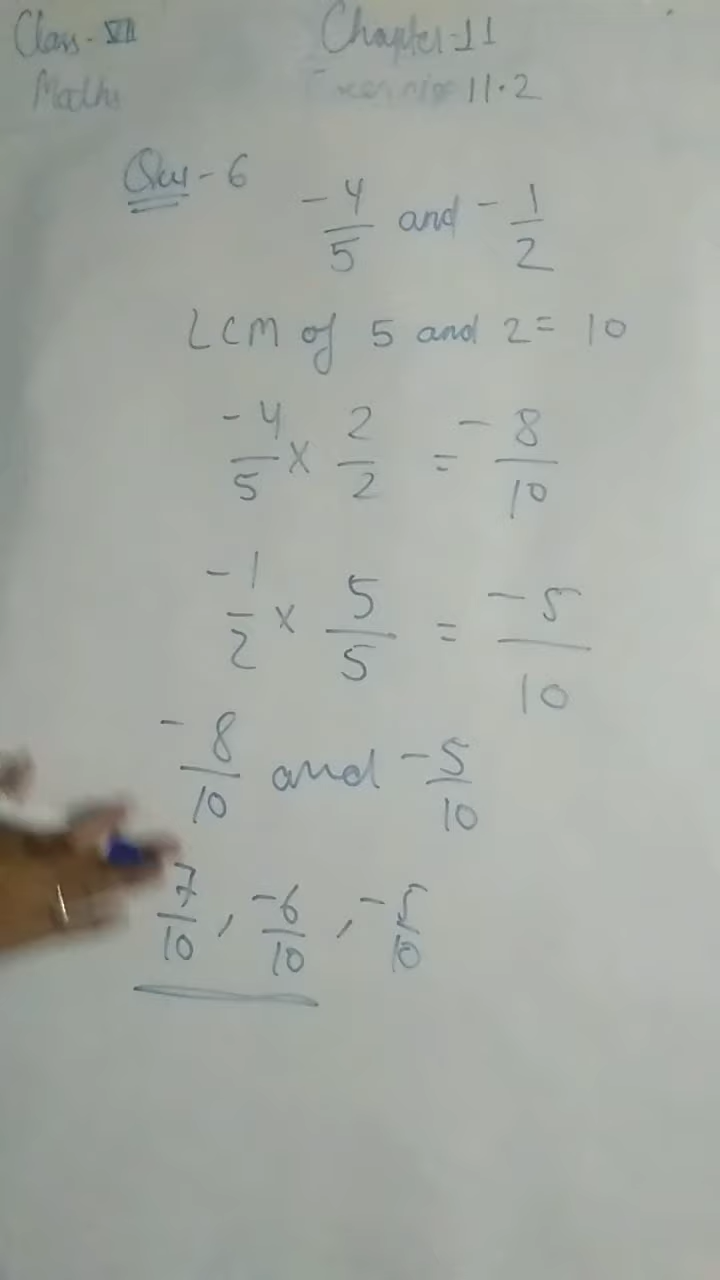 Class-VII Chapter-11
Maths Exercise 11.2
Que-6
-4/5 and -1/2
LCM of 5 and 2 = 10
-4/5 × 2/2 = -8/10
-1/2 × 5/5 = -5/10
-8/10 and -5/10
7/10, -6/10, -5/10